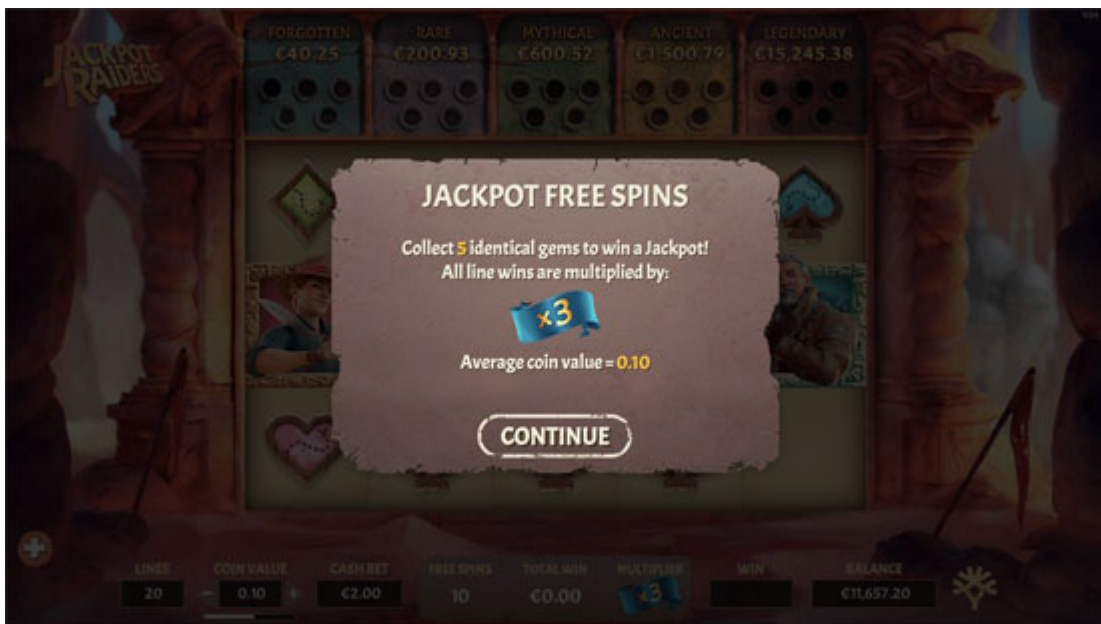 JACKPOT
RAIDERS
FORGOTTEN
€40.25
RARE
€200.93
MYTHICAL
€600.52
ANCIENT
€1,500.79
LEGENDARY
€15,245.38
JACKPOT FREE SPINS
Collect 5 identical gems to win a Jackpot!
All line wins are multiplied by:
x3
Average coin value = 0.10
CONTINUE
LINES
20
COIN VALUE
- 0.10 +
CASH BET
€2.00
FREE SPINS
10
TOTAL WIN
€0.00
MULTIPLIER
x3
WIN
BALANCE
€11,657.20